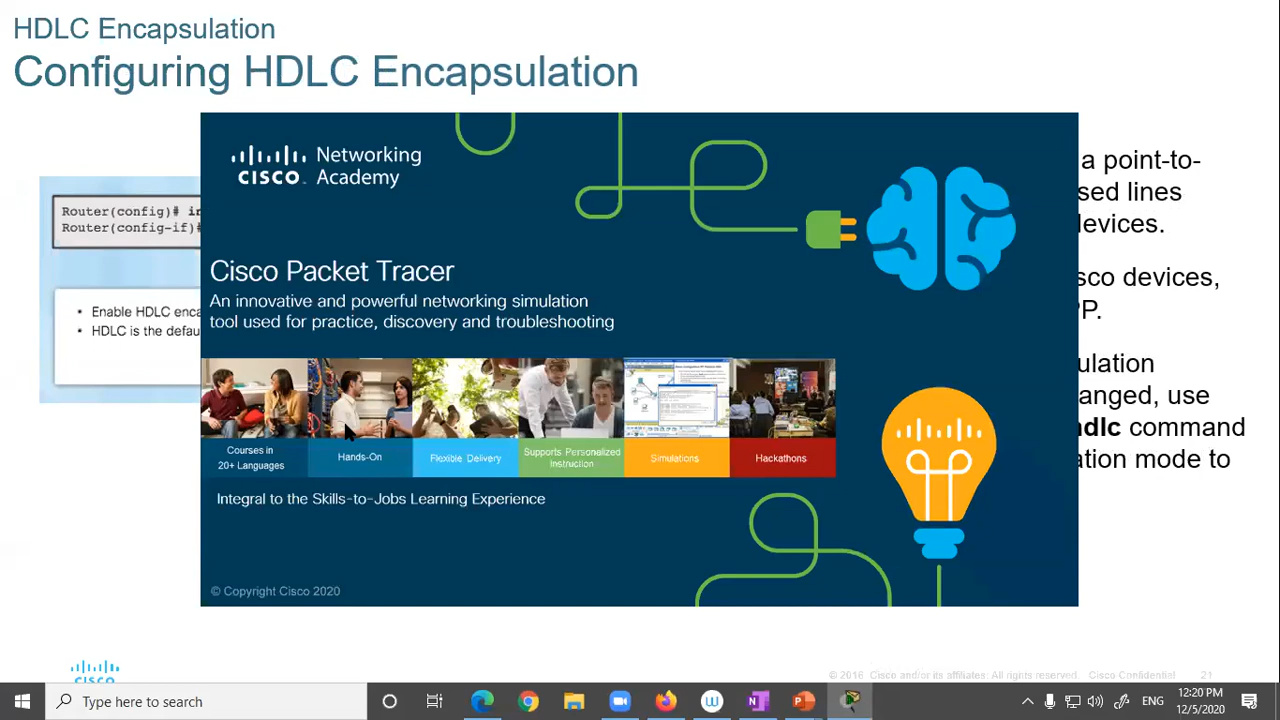 HDLC Encapsulation
Configuring HDLC Encapsulation
Networking
Academy
CISCO
Cisco Packet Tracer
An innovative and powerful networking simulation
tool used for practice, discovery and troubleshooting
Courses in
20+ Languages
Hands-On
Flexible Delivery
Supports Personalized
Instruction
Simulations
Hackathons
Integral to the Skills-to-Jobs Learning Experience
© Copyright Cisco 2020
Router(config)# in
Router(config-if)#
• Enable HDLC enca
• HDLC is the defau
a point-to-
sed lines
devices.
sco devices,
PP.
ulation
anged, use
hdlc command
ation mode to
CISCO
© 2016 Cisco and/or its affiliates. All rights reserved. Cisco Confidential 21
Type here to search
ENG
12:20 PM
12/5/2020